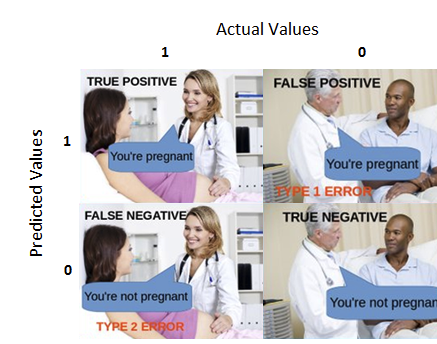 Actual Values
1 0
TRUE POSITIVE
FALSE POSITIVE
Predicted Values
1
You're pregnant
You're pregnant
TYPE 1 ERROR
FALSE NEGATIVE
TRUE NEGATIVE
0
You're not pregnant
You're not pregnan
TYPE 2 ERROR